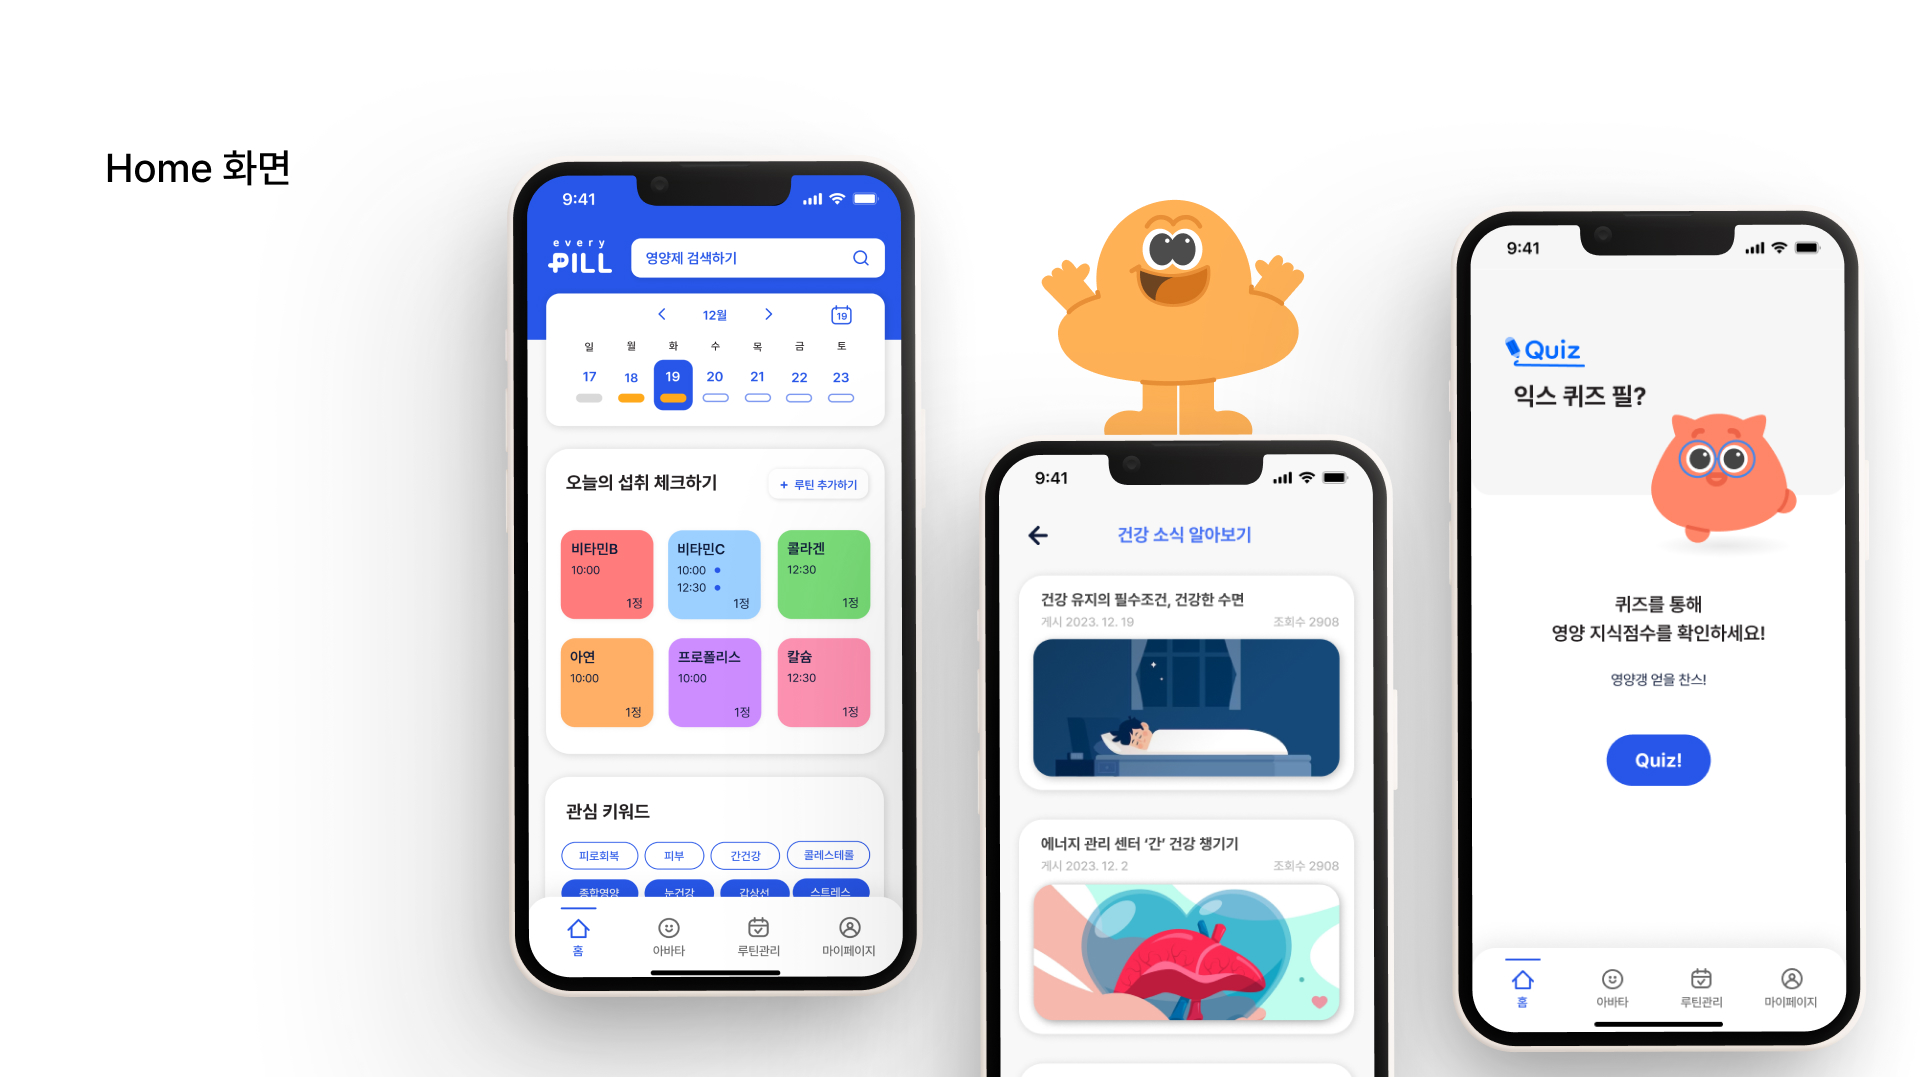 Home 화면
9:41
every
PILL
영양제 검색하기
12월
19
일 월 화 수 목 금 토
17 18 19 20 21 22 23
오늘의 섭취 체크하기
+ 루틴 추가하기
비타민B
10:00
1정
비타민C
10:00
12:30
1정
콜라겐
12:30
1정
아연
10:00
1정
프로폴리스
10:00
1정
칼슘
12:30
1정
관심 키워드
피로회복 피부 간건강 콜레스테롤
종합영양 눈건강 갑상선 스트레스
홈 아바타 루틴관리 마이페이지
9:41
건강 소식 알아보기
건강 유지의 필수조건, 건강한 수면
게시 2023. 12. 19 조회수 2908
에너지 관리 센터 ‘간’ 건강 챙기기
게시 2023. 12. 2 조회수 2908
9:41
Quiz
익스 퀴즈 필?
퀴즈를 통해
영양 지식점수를 확인하세요!
영양갱 얻을 찬스!
Quiz!
홈 아바타 루틴관리 마이페이지